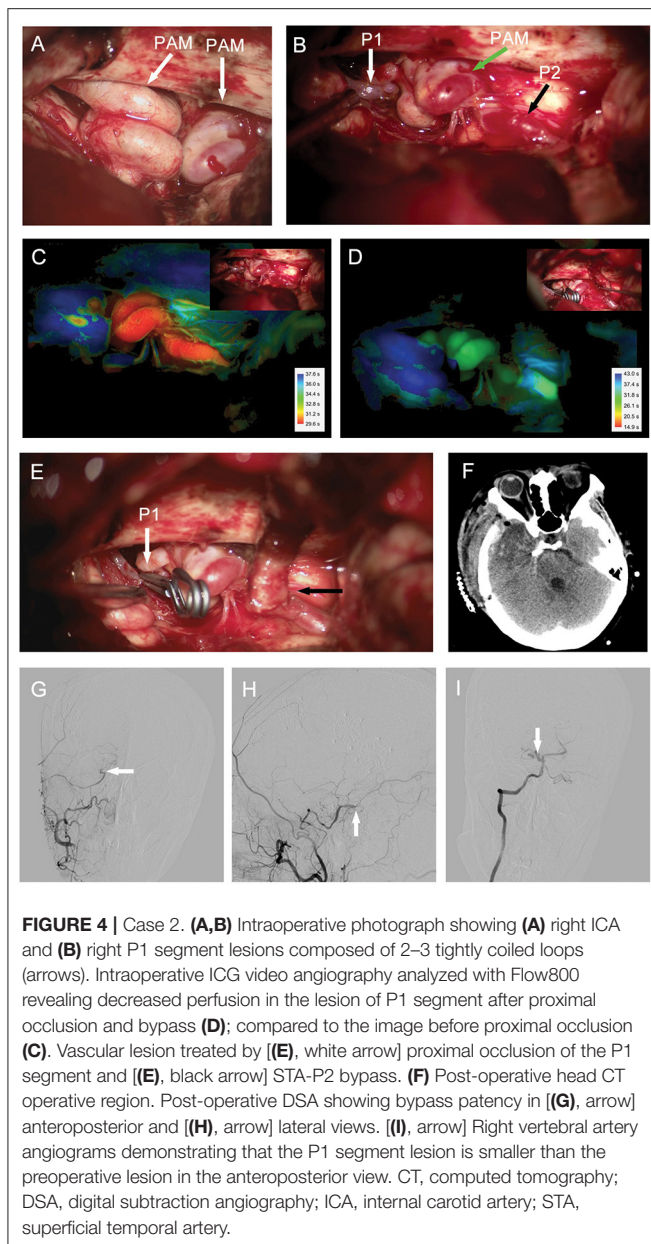 A
PAM
PAM
B
P1
PAM
P2
C
37.6 s
36.0 s
34.4 s
32.8 s
31.2 s
29.6 s
D
43.0 s
37.4 s
31.8 s
26.1 s
20.5 s
14.9 s
E
P1
F
G
H
I
FIGURE 4 | Case 2. (A,B) Intraoperative photograph showing (A) right ICA
and (B) right P1 segment lesions composed of 2–3 tightly coiled loops
(arrows). Intraoperative ICG video angiography analyzed with Flow800
revealing decreased perfusion in the lesion of P1 segment after proximal
occlusion and bypass (D); compared to the image before proximal occlusion
(C). Vascular lesion treated by [(E), white arrow] proximal occlusion of the P1
segment and [(E), black arrow] STA-P2 bypass. (F) Post-operative head CT
operative region. Post-operative DSA showing bypass patency in [(G), arrow]
anteroposterior and [(H), arrow] lateral views. [(I), arrow] Right vertebral artery
angiograms demonstrating that the P1 segment lesion is smaller than the
preoperative lesion in the anteroposterior view. CT, computed tomography;
DSA, digital subtraction angiography; ICA, internal carotid artery; STA,
superficial temporal artery.